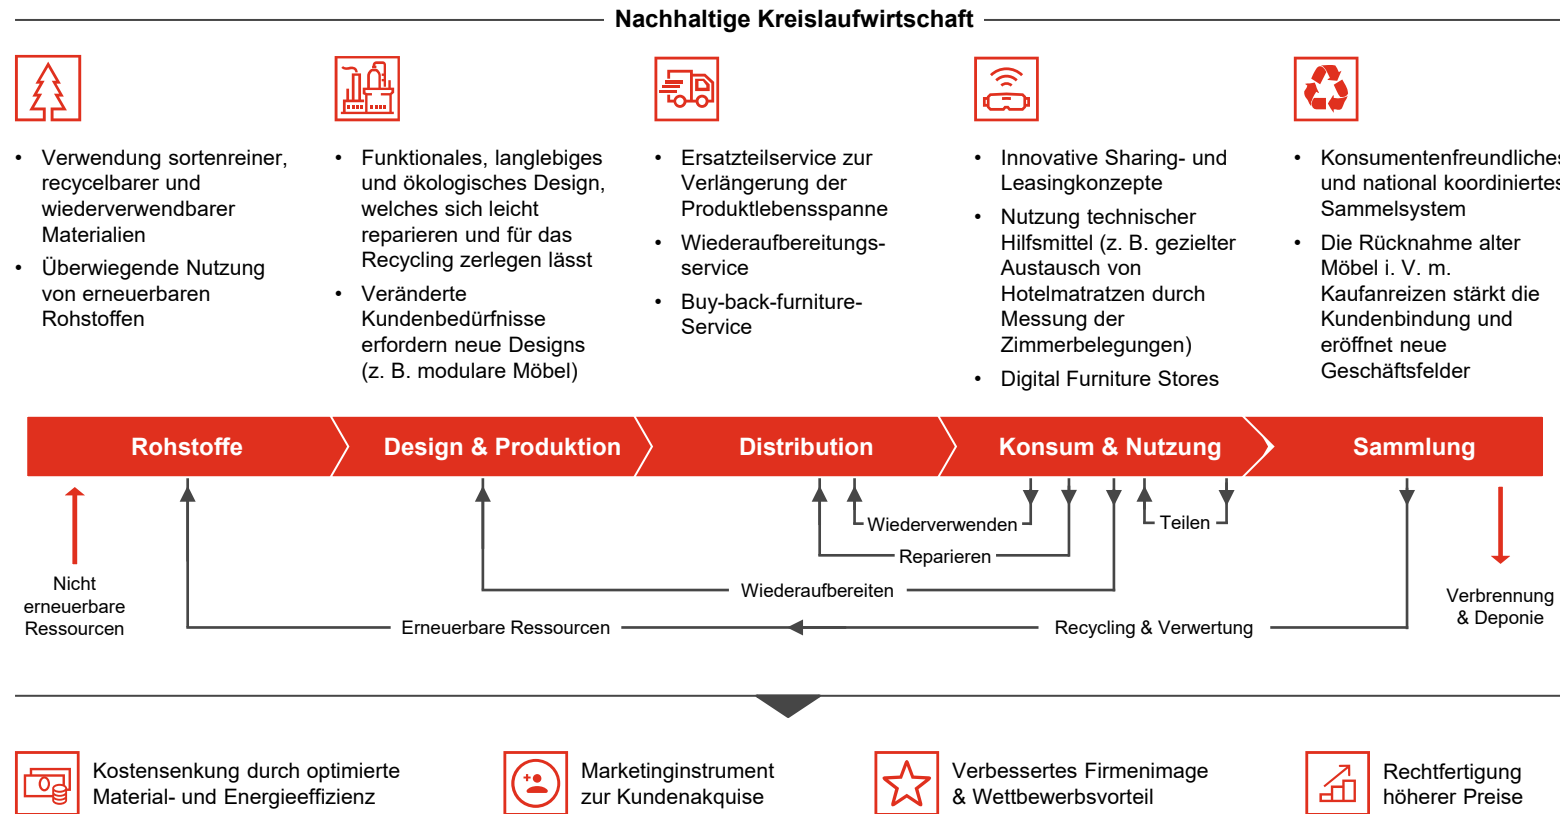 Nachhaltige Kreislaufwirtschaft
• Verwendung sortenreiner,
recycelbarer und
wiederverwendbarer
Materialien
• Überwiegende Nutzung
von erneuerbaren
Rohstoffen
• Funktionales, langlebiges
und ökologisches Design,
welches sich leicht
reparieren und für das
Recycling zerlegen lässt
• Veränderte
Kundenbedürfnisse
erfordern neue Designs
(z. B. modulare Möbel)
• Ersatzteilservice zur
Verlängerung der
Produktlebensspanne
• Wiederaufbereitungs-
service
• Buy-back-furniture-
Service
• Innovative Sharing- und
Leasingkonzepte
• Nutzung technischer
Hilfsmittel (z. B. gezielter
Austausch von
Hotelmatratzen durch
Messung der
Zimmerbelegungen)
• Digital Furniture Stores
• Konsumentenfreundliches
und national koordiniertes
Sammelsystem
• Die Rücknahme alter
Möbel i. V. m.
Kaufanreizen stärkt die
Kundenbindung und
eröffnet neue
Geschäftsfelder
Rohstoffe
Design & Produktion
Distribution
Konsum & Nutzung
Sammlung
Wiederverwenden
Teilen
Reparieren
Wiederaufbereiten
Nicht
erneuerbare
Ressourcen
Erneuerbare Ressourcen
Recycling & Verwertung
Verbrennung
& Deponie
Kostensenkung durch optimierte
Material- und Energieeffizienz
Marketinginstrument
zur Kundenakquise
Verbessertes Firmenimage
& Wettbewerbsvorteil
Rechtfertigung
höherer Preise